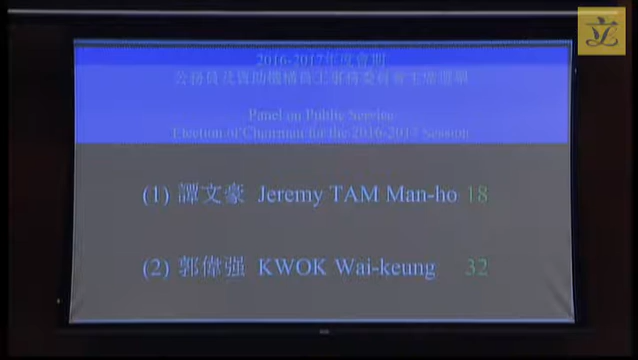 2016-2017年度會期
公務員及資助機構員工事務委員會主席選舉
Panel on Public Service
Election of Chairman for the 2016-2017 Session
(1) 譚文豪 Jeremy TAM Man-ho 18
(2) 郭偉强 KWOK Wai-keung 32